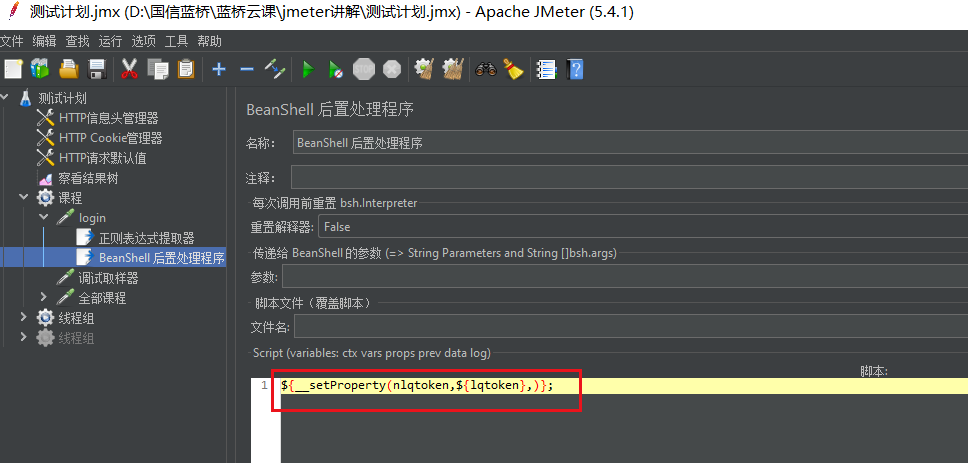 测试计划.jmx (D:\国信蓝桥\蓝桥云课\jmeter讲解\测试计划.jmx) - Apache JMeter (5.4.1)
文件 编辑 查找 运行 选项 工具 帮助
测试计划
HTTP信息头管理器
HTTP Cookie管理器
HTTP请求默认值
察看结果树
课程
login
正则表达式提取器
BeanShell 后置处理程序
调试取样器
全部课程
线程组
线程组
BeanShell 后置处理程序
名称: BeanShell 后置处理程序
注释:
每次调用前重置 bsh.Interpreter
重置解释器: False
传递给 BeanShell 的参数 (=> String Parameters and String []bsh.args)
参数:
脚本文件（覆盖脚本）
文件名:
Script (variables: ctx vars props prev data log)
脚本:
1 ${__setProperty(nlqtoken,${lqtoken},)};